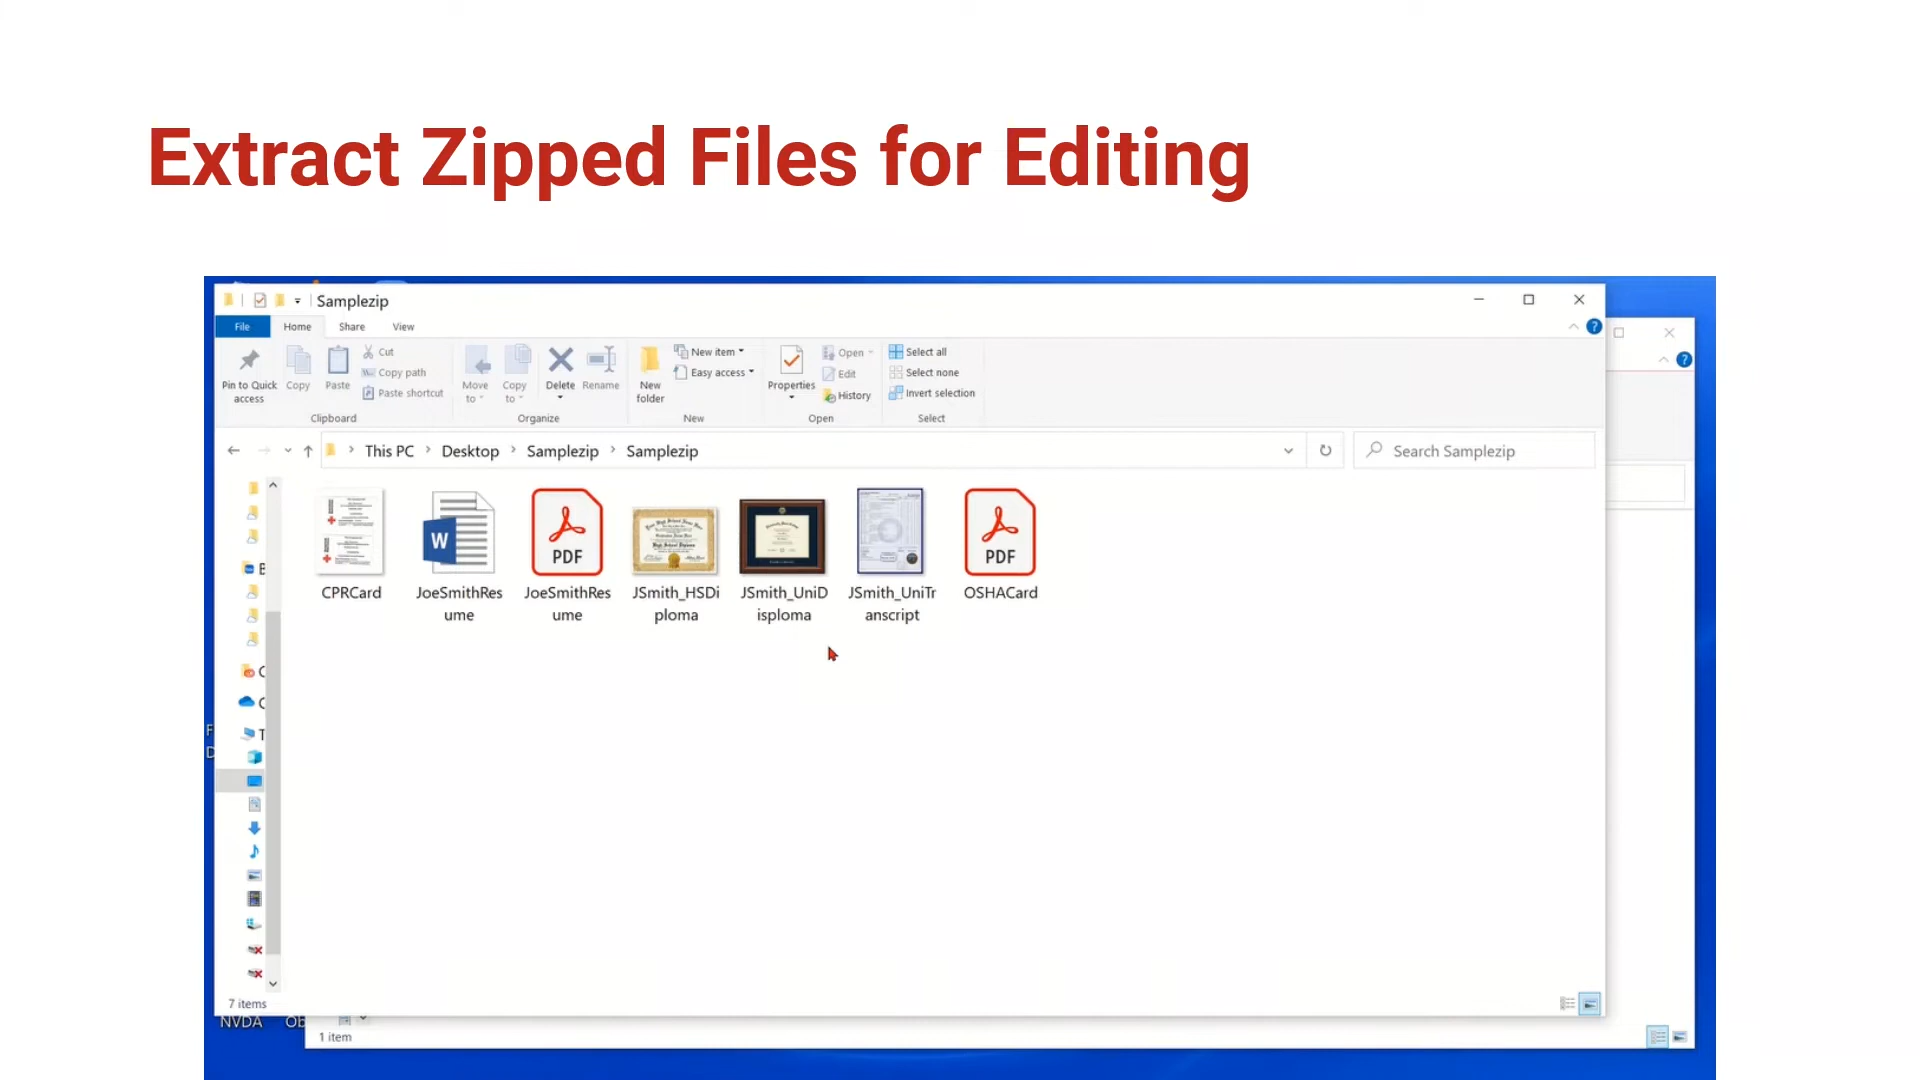 Extract Zipped Files for Editing
Samplezip
File Home Share View
Pin to Quick access
Copy
Paste
Cut
Copy path
Paste shortcut
Clipboard
Move to
Copy to
Delete
Rename
Organize
New folder
New item
Easy access
New
Properties
Open
Edit
History
Open
Select all
Select none
Invert selection
Select
This PC > Desktop > Samplezip > Samplezip
Search Samplezip
CPRCard
JoeSmithRes
ume
PDF
JoeSmithRes
ume
JSmith_HSDi
ploma
JSmith_UniD
isploma
JSmith_UniTr
anscript
PDF
OSHACard
7 items
NVDA
1 item